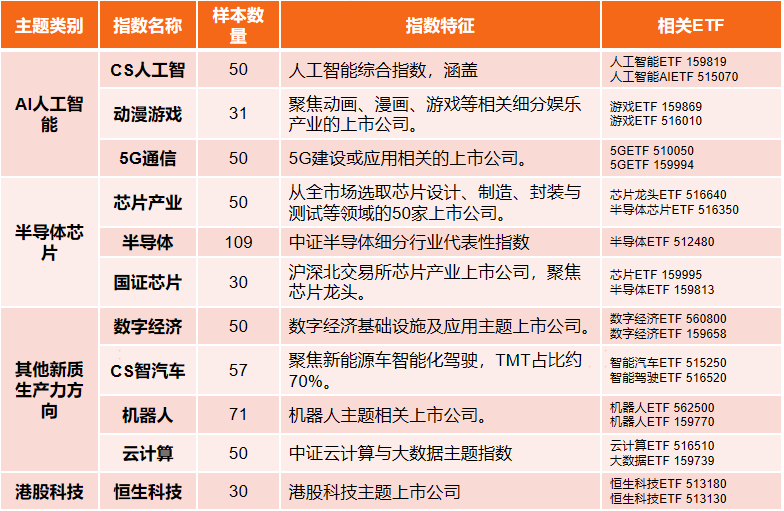 主题类别 指数名称 样本数量 指数特征 相关ETF
AI人工智能
CS人工智 50 人工智能综合指数，涵盖
人工智能ETF 159819
人工智能AIETF 515070
动漫游戏 31 聚焦动画、漫画、游戏等相关细分娱乐
产业的上市公司。
游戏ETF 159869
游戏ETF 516010
5G通信 50 5G建设或应用相关的上市公司。
5GETF 510050
5GETF 159994
半导体芯片
芯片产业 50 从全市场选取芯片设计、制造、封装与
测试等领域的50家上市公司。
芯片龙头ETF 516640
半导体芯片ETF 516350
半导体 109 中证半导体细分行业代表性指数 半导体ETF 512480
国证芯片 30 沪深北交易所芯片产业上市公司，聚焦
芯片龙头。
芯片ETF 159995
半导体ETF 159813
其他新质生产力方向
数字经济 50 数字经济基础设施及应用主题上市公司。
数字经济ETF 560800
数字经济ETF 159658
CS智汽车 57 聚焦新能源车智能化驾驶，TMT占比约
70%。
智能汽车ETF 515250
智能驾驶ETF 516520
机器人 71 机器人主题相关上市公司。
机器人ETF 562500
机器人ETF 159770
云计算 50 中证云计算与大数据主题指数
云计算ETF 516510
大数据ETF 159739
港股科技 恒生科技 30 港股科技主题上市公司
恒生科技ETF 513180
恒生科技ETF 513130